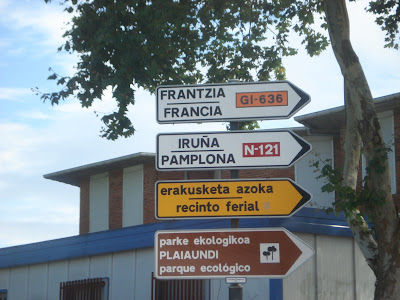 FRANTZIA
FRANCIA
GI-636
IRUÑA
PAMPLONA
N-121
erakusketa azoka
recinto ferial
parke ekologikoa
PLAIAUNDI
parque ecológico